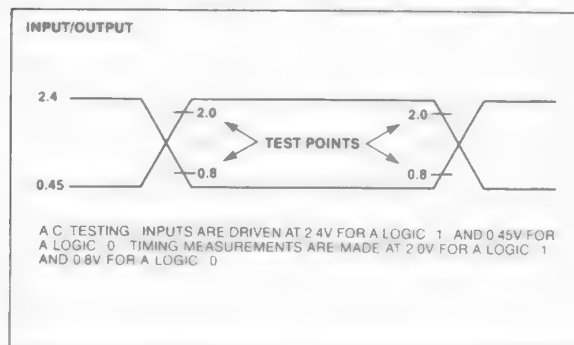 INPUT/OUTPUT
2.4
2.0
2.0
TEST POINTS
0.8
0.8
0.45
A C TESTING INPUTS ARE DRIVEN AT 2 4V FOR A LOGIC 1 AND 0 45V FOR
A LOGIC 0 TIMING MEASUREMENTS ARE MADE AT 2 0V FOR A LOGIC 1
AND 0 8V FOR A LOGIC 0